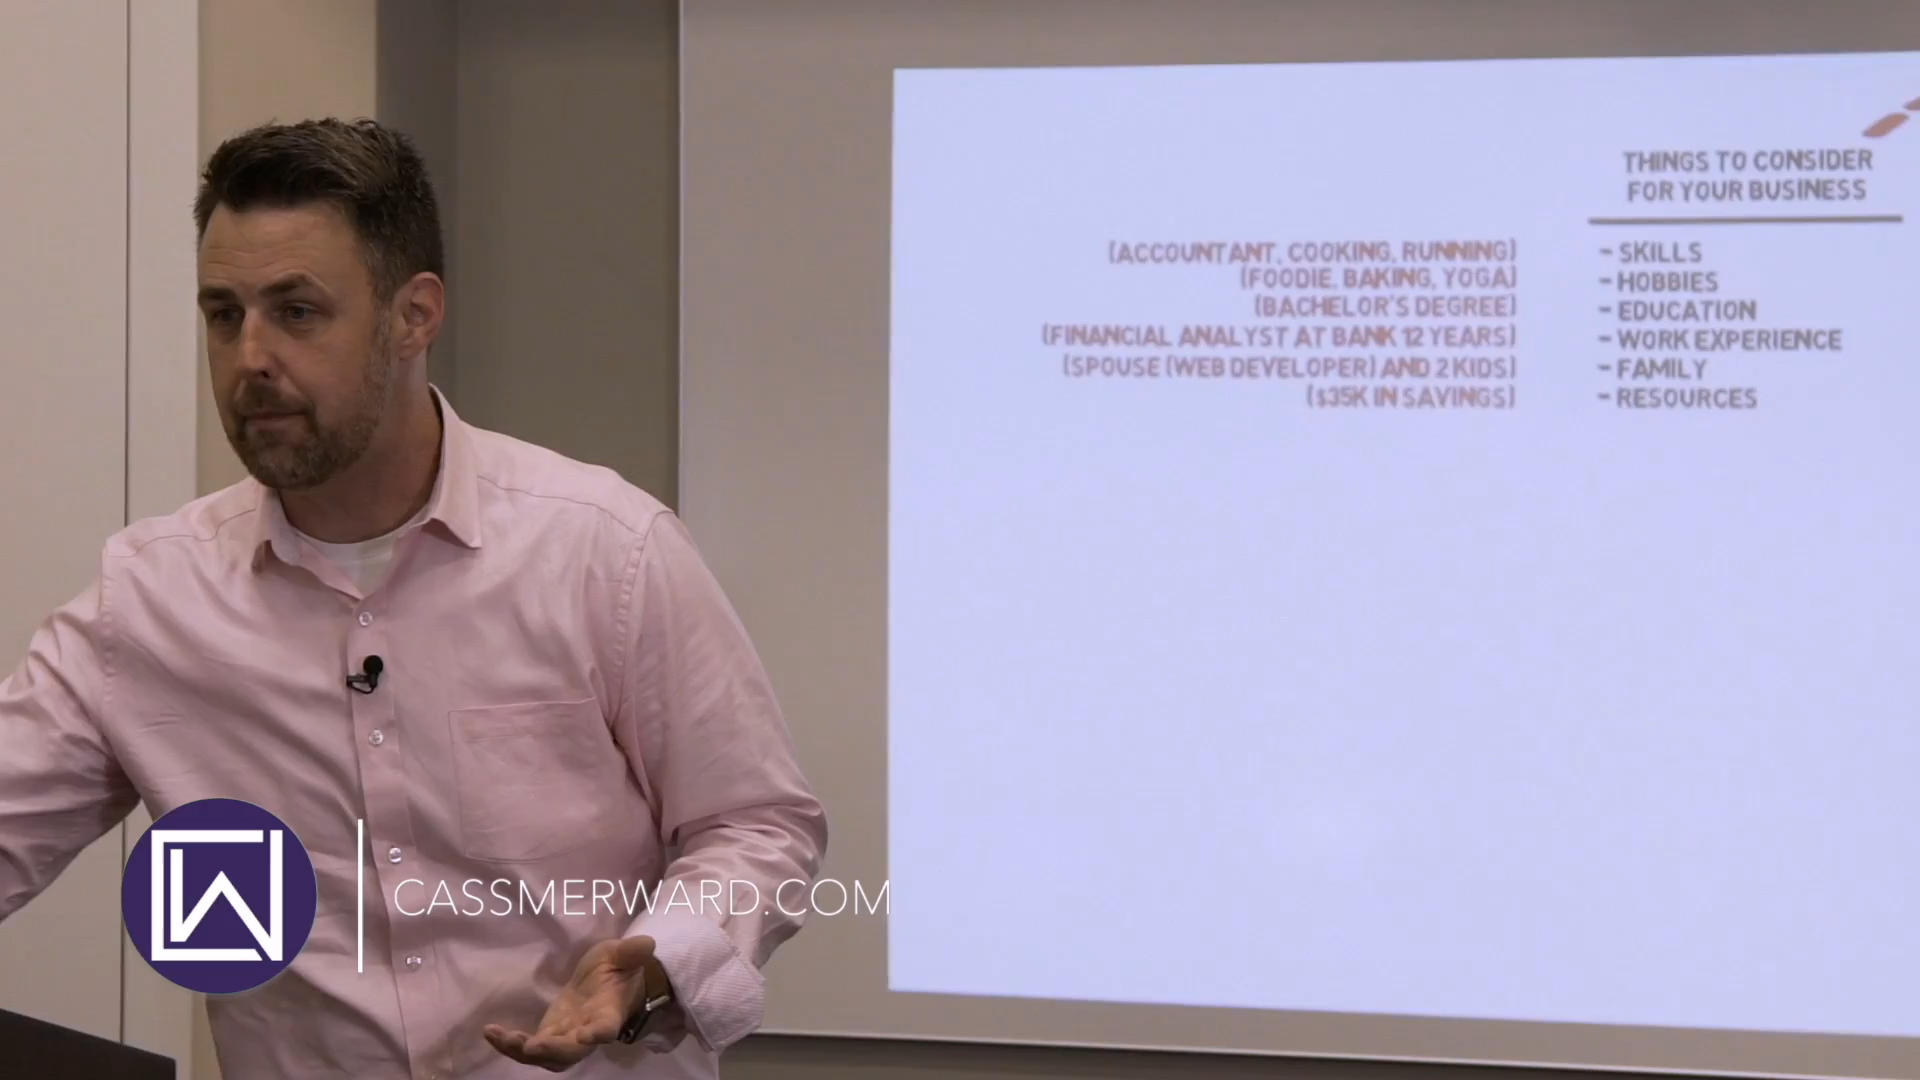 THINGS TO CONSIDER
FOR YOUR BUSINESS
(ACCOUNTANT, COOKING, RUNNING) - SKILLS
(FOODIE, BAKING, YOGA) - HOBBIES
(BACHELOR'S DEGREE) - EDUCATION
(FINANCIAL ANALYST AT BANK 12 YEARS) - WORK EXPERIENCE
(SPOUSE (WEB DEVELOPER) AND 2 KIDS) - FAMILY
($35K IN SAVINGS) - RESOURCES
CASSMERWARD.COM